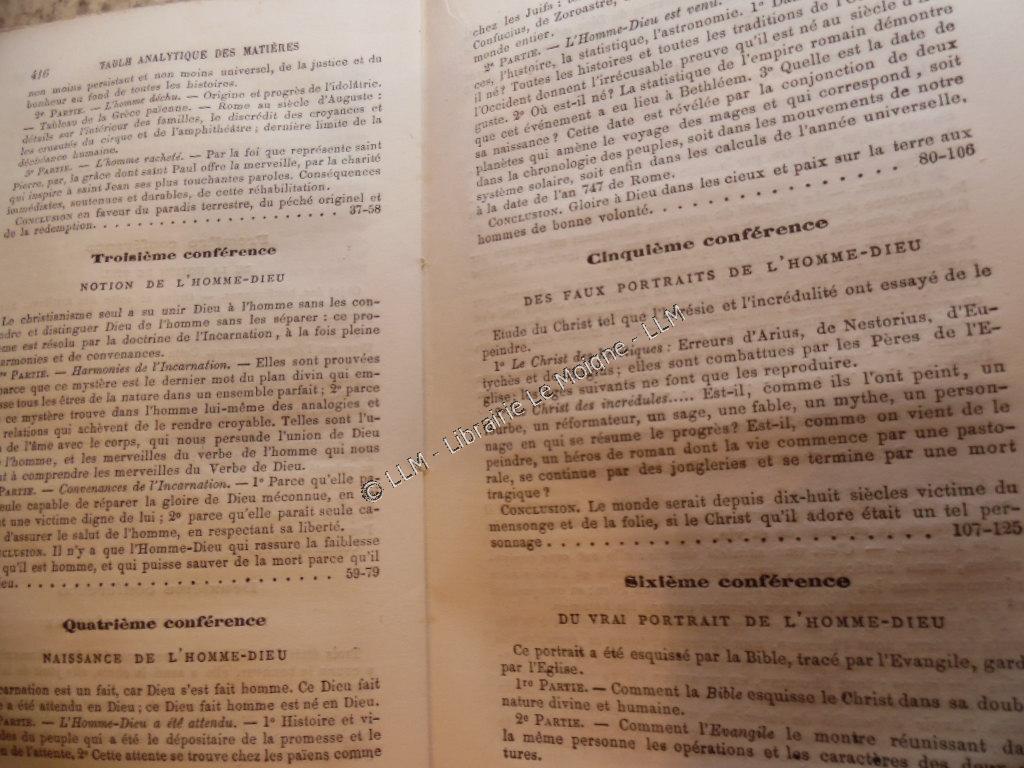 416 TABLE ANALYTIQUE DES MATIÈRES
non moins persistant et non moins universel, de la justice et du
bonheur au fond de toutes les histoires.
2e PARTIE. — L'homme déchu. — Origine et progrès de l'idolâtrie.
— Tableau de la Grèce païenne. — Rome au siècle d'Auguste :
détails sur l'intérieur des familles, le discrédit des croyances et
les cruautés du cirque et de l'amphithéâtre ; dernière limite de la
décadence humaine.
3e PARTIE. — L'homme racheté. — Par la foi que représente saint
Pierre, par la grâce dont saint Paul offre la merveille, par la charité
qui inspire à saint Jean ses plus touchantes paroles. Conséquences
immédiates, soutenues et durables, de cette réhabilitation.
CONCLUSION en faveur du paradis terrestre, du péché originel et
de la rédemption. . . . . . . . . . . . . . . . . 37-58
Troisième conférence
NOTION DE L'HOMME-DIEU
Le christianisme seul a su unir Dieu à l'homme sans les con-
ndre et distinguer Dieu de l'homme sans les séparer : ce pro-
ème est résolu par la doctrine de l'Incarnation, à la fois pleine
armonies et de convenances.
re PARTIE. — Harmonies de l'Incarnation. — Elles sont prouvées
parce que ce mystère est le dernier mot du plan divin qui em-
sse tous les êtres de la nature dans un ensemble parfait ; 2° parce
e ce mystère trouve dans l'homme lui-même des analogies et
relations qui achèvent de le rendre croyable. Telles sont l'u-
n de l'âme avec le corps, qui nous persuade l'union de Dieu
l'homme, et les merveilles du verbe de l'homme qui nous
nt à comprendre les merveilles du Verbe de Dieu.
PARTIE. — Convenances de l'Incarnation. — 1° Parce qu'elle pa-
seule capable de réparer la gloire de Dieu méconnue, en
nt une victime digne de lui ; 2° parce qu'elle paraît seule ca-
d'assurer le salut de l'homme, en respectant sa liberté.
NCLUSION. Il n'y a que l'Homme-Dieu qui rassure la faiblesse
qu'il est homme, et qui puisse sauver de la mort parce qu'il
ieu. . . . . . . . . . . . . . . . . . . . . 59-79
Quatrième conférence
NAISSANCE DE L'HOMME-DIEU
carnation est un fait, car Dieu s'est fait homme. Ce Dieu fait
e a été attendu en Dieu ; ce Dieu fait homme est né en Dieu.
PARTIE. — L'Homme-Dieu a été attendu. — 1° Histoire et vi-
des du peuple qui a été le dépositaire de la promesse et le
n de l'attente. 2° Cette attente se trouve chez les païens comme
chez les Juifs :
Confucius, de Zoroastre,
monde entier.
2e PARTIE. — L'Homme-Dieu est venu. 1°
ces, l'histoire, la statistique, l'astronomie.
il né ? Toutes les histoires et toutes les traditions de
l'Occident donnent l'irrécusable preuve qu'il est né au siècle
guste. 2° Où est-il né ? La statistique de l'empire romain démontre
que cet événement a eu lieu à Bethléem. 3° Quelle est la date de
sa naissance ? Cette date est révélée par la conjonction de deux
planètes qui amène le voyage des mages et qui correspond, soit
dans la chronologie des peuples, soit dans les mouvements de notre
système solaire, soit enfin dans les calculs de l'année universelle,
à la date de l'an 747 de Rome.
CONCLUSION. Gloire à Dieu dans les cieux et paix sur la terre aux
hommes de bonne volonté. . . . . . . . . . . . 80-106
Cinquième conférence
DES FAUX PORTRAITS DE L'HOMME-DIEU
Etude du Christ tel que l'hérésie et l'incrédulité ont essayé de le
peindre.
1° Le Christ des hérétiques : Erreurs d'Arius, de Nestorius, d'Eu-
tychès et d ; elles sont combattues par les Pères de l'E-
glise ; les siècles suivants ne font que les reproduire.
2° Le Christ des incrédules..... Est-il, comme ils l'ont peint, un
fourbe, un réformateur, un sage, une fable, un mythe, un person-
nage en qui se résume le progrès ? Est-il, comme on vient de le
peindre, un héros de roman dont la vie commence par une pasto-
rale, se continue par des jongleries et se termine par une mort
tragique ?
CONCLUSION. Le monde serait depuis dix-huit siècles victime du
mensonge et de la folie, si le Christ qu'il adore était un tel per-
sonnage . . . . . . . . . . . . . . . . . . 107-125
Sixième conférence
DU VRAI PORTRAIT DE L'HOMME-DIEU
Ce portrait a été esquissé par la Bible, tracé par l'Evangile, gard
par l'Eglise.
1re PARTIE. — Comment la Bible esquisse le Christ dans sa doub
nature divine et humaine.
2e PARTIE. — Comment l'Evangile le montre réunissant da
la même personne les opérations et les caractères des deux
tures.
© LLM - Librairie Le Moigne - LLM